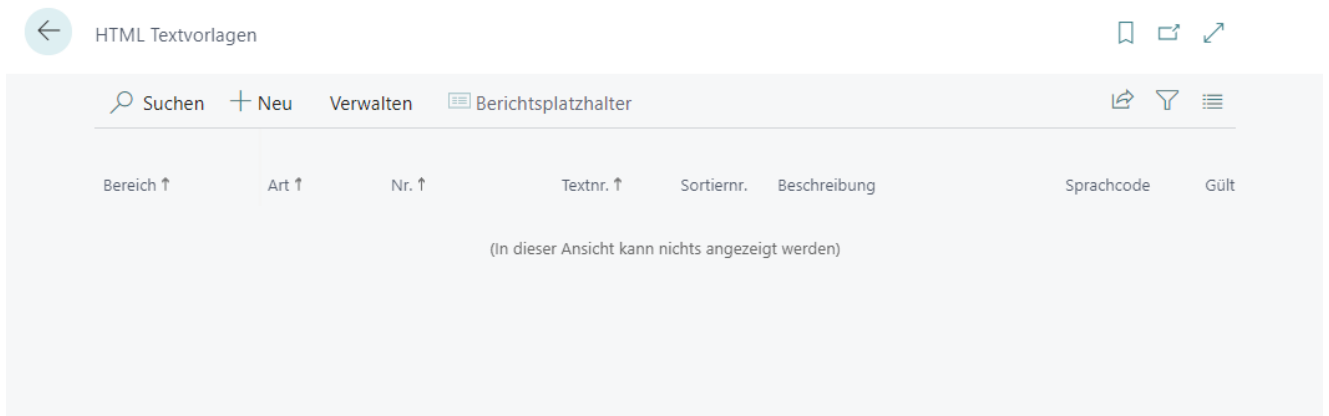 HTML Textvorlagen
Suchen Neu Verwalten Berichtsplatzhalter
Bereich ↑ Art ↑ Nr. ↑ Textnr. ↑ Sortiernr. Beschreibung Sprachcode Gült
(In dieser Ansicht kann nichts angezeigt werden)